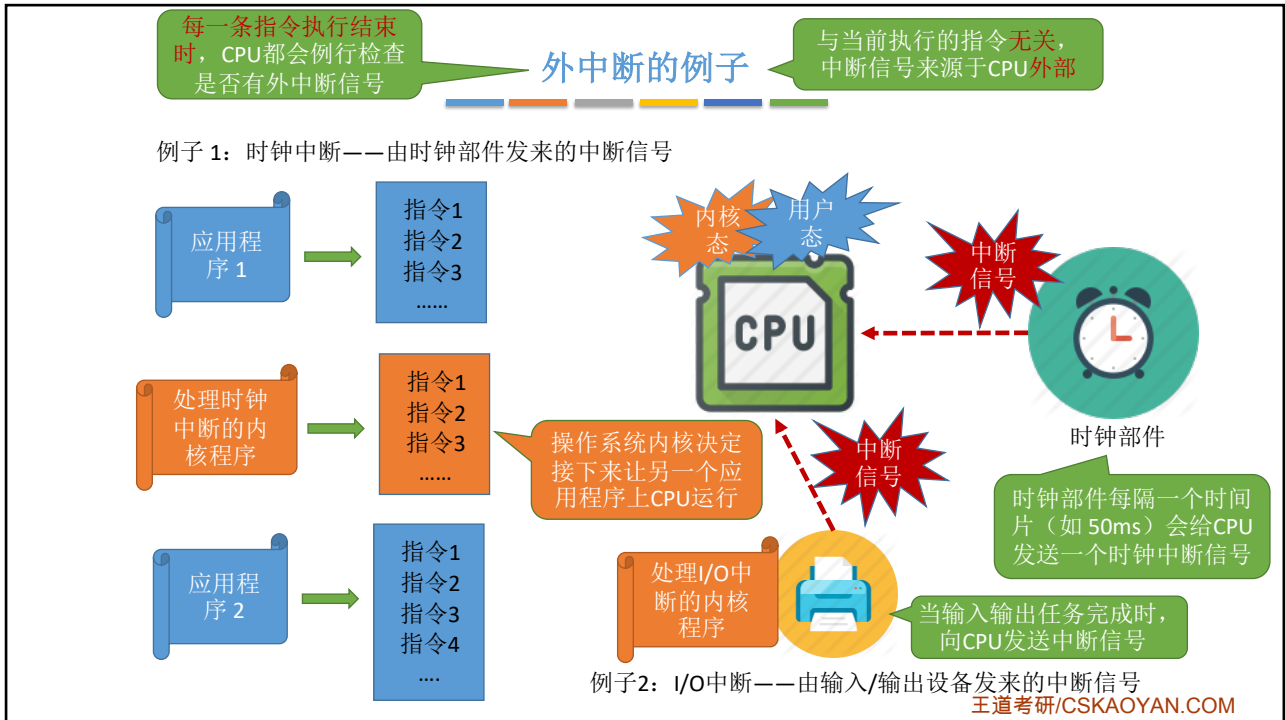 每一条指令执行结束
时，CPU都会例行检查
是否有外中断信号
外中断的例子
与当前执行的指令无关，
中断信号来源于CPU外部
例子 1：时钟中断——由时钟部件发来的中断信号
应用程
序 1
指令1
指令2
指令3
......
内核
态
用户
态
中断
信号
CPU
处理时钟
中断的内
核程序
指令1
指令2
指令3
......
操作系统内核决定
接下来让另一个应
用程序上CPU运行
中断
信号
时钟部件
时钟部件每隔一个时间
片（如 50ms）会给CPU
发送一个时钟中断信号
应用程
序 2
指令1
指令2
指令3
指令4
....
处理I/O中
断的内核
程序
当输入输出任务完成时，
向CPU发送中断信号
例子2：I/O中断——由输入/输出设备发来的中断信号
王道考研/CSKAOYAN.COM